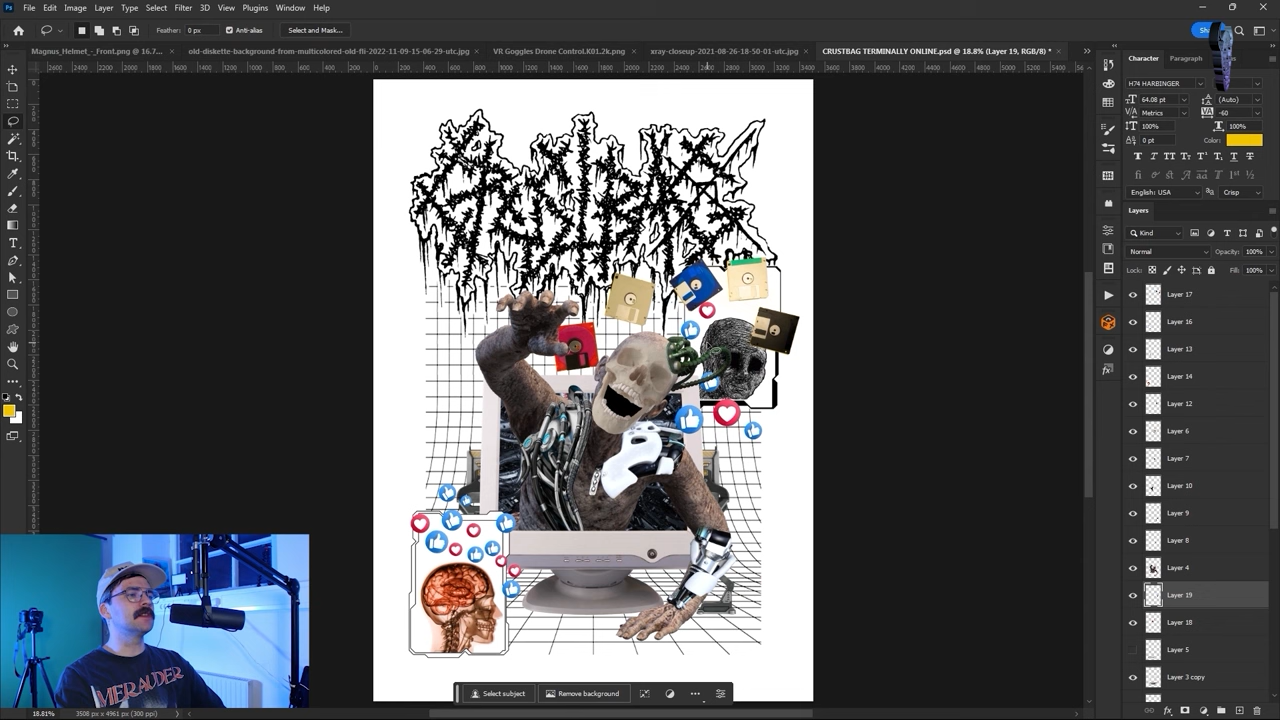 File Edit Image Layer Type Select Filter 3D View Plugins Window Help
Feather: 0 px Anti-alias Select and Mask...
Magnus_Helmet_-_Front.png @ 16.7... old-diskette-background-from-multicolored-old-fli-2022-11-09-15-06-29-utc.jpg VR Goggles Drone Control.K01.2k.png xray-closeup-2021-08-26-18-50-01-utc.jpg CRUSTBAG TERMINALLY ONLINE.psd @ 18.8% (Layer 19, RGB/8) *
Character Paragraph
H74 HARBINGER
64.08 pt (Auto)
Metrics -60
100% 100%
0 pt Color:
English: USA Crisp
Layers
Kind
Normal Opacity: 100%
Lock: Fill: 100%
Layer 17
Layer 16
Layer 13
Layer 14
Layer 12
Layer 6
Layer 7
Layer 10
Layer 9
Layer 8
Layer 4
Layer 19
Layer 18
Layer 5
Layer 3 copy
MERAUDER
Select subject Remove background
18.81% 3508 px x 4961 px (300 ppi)